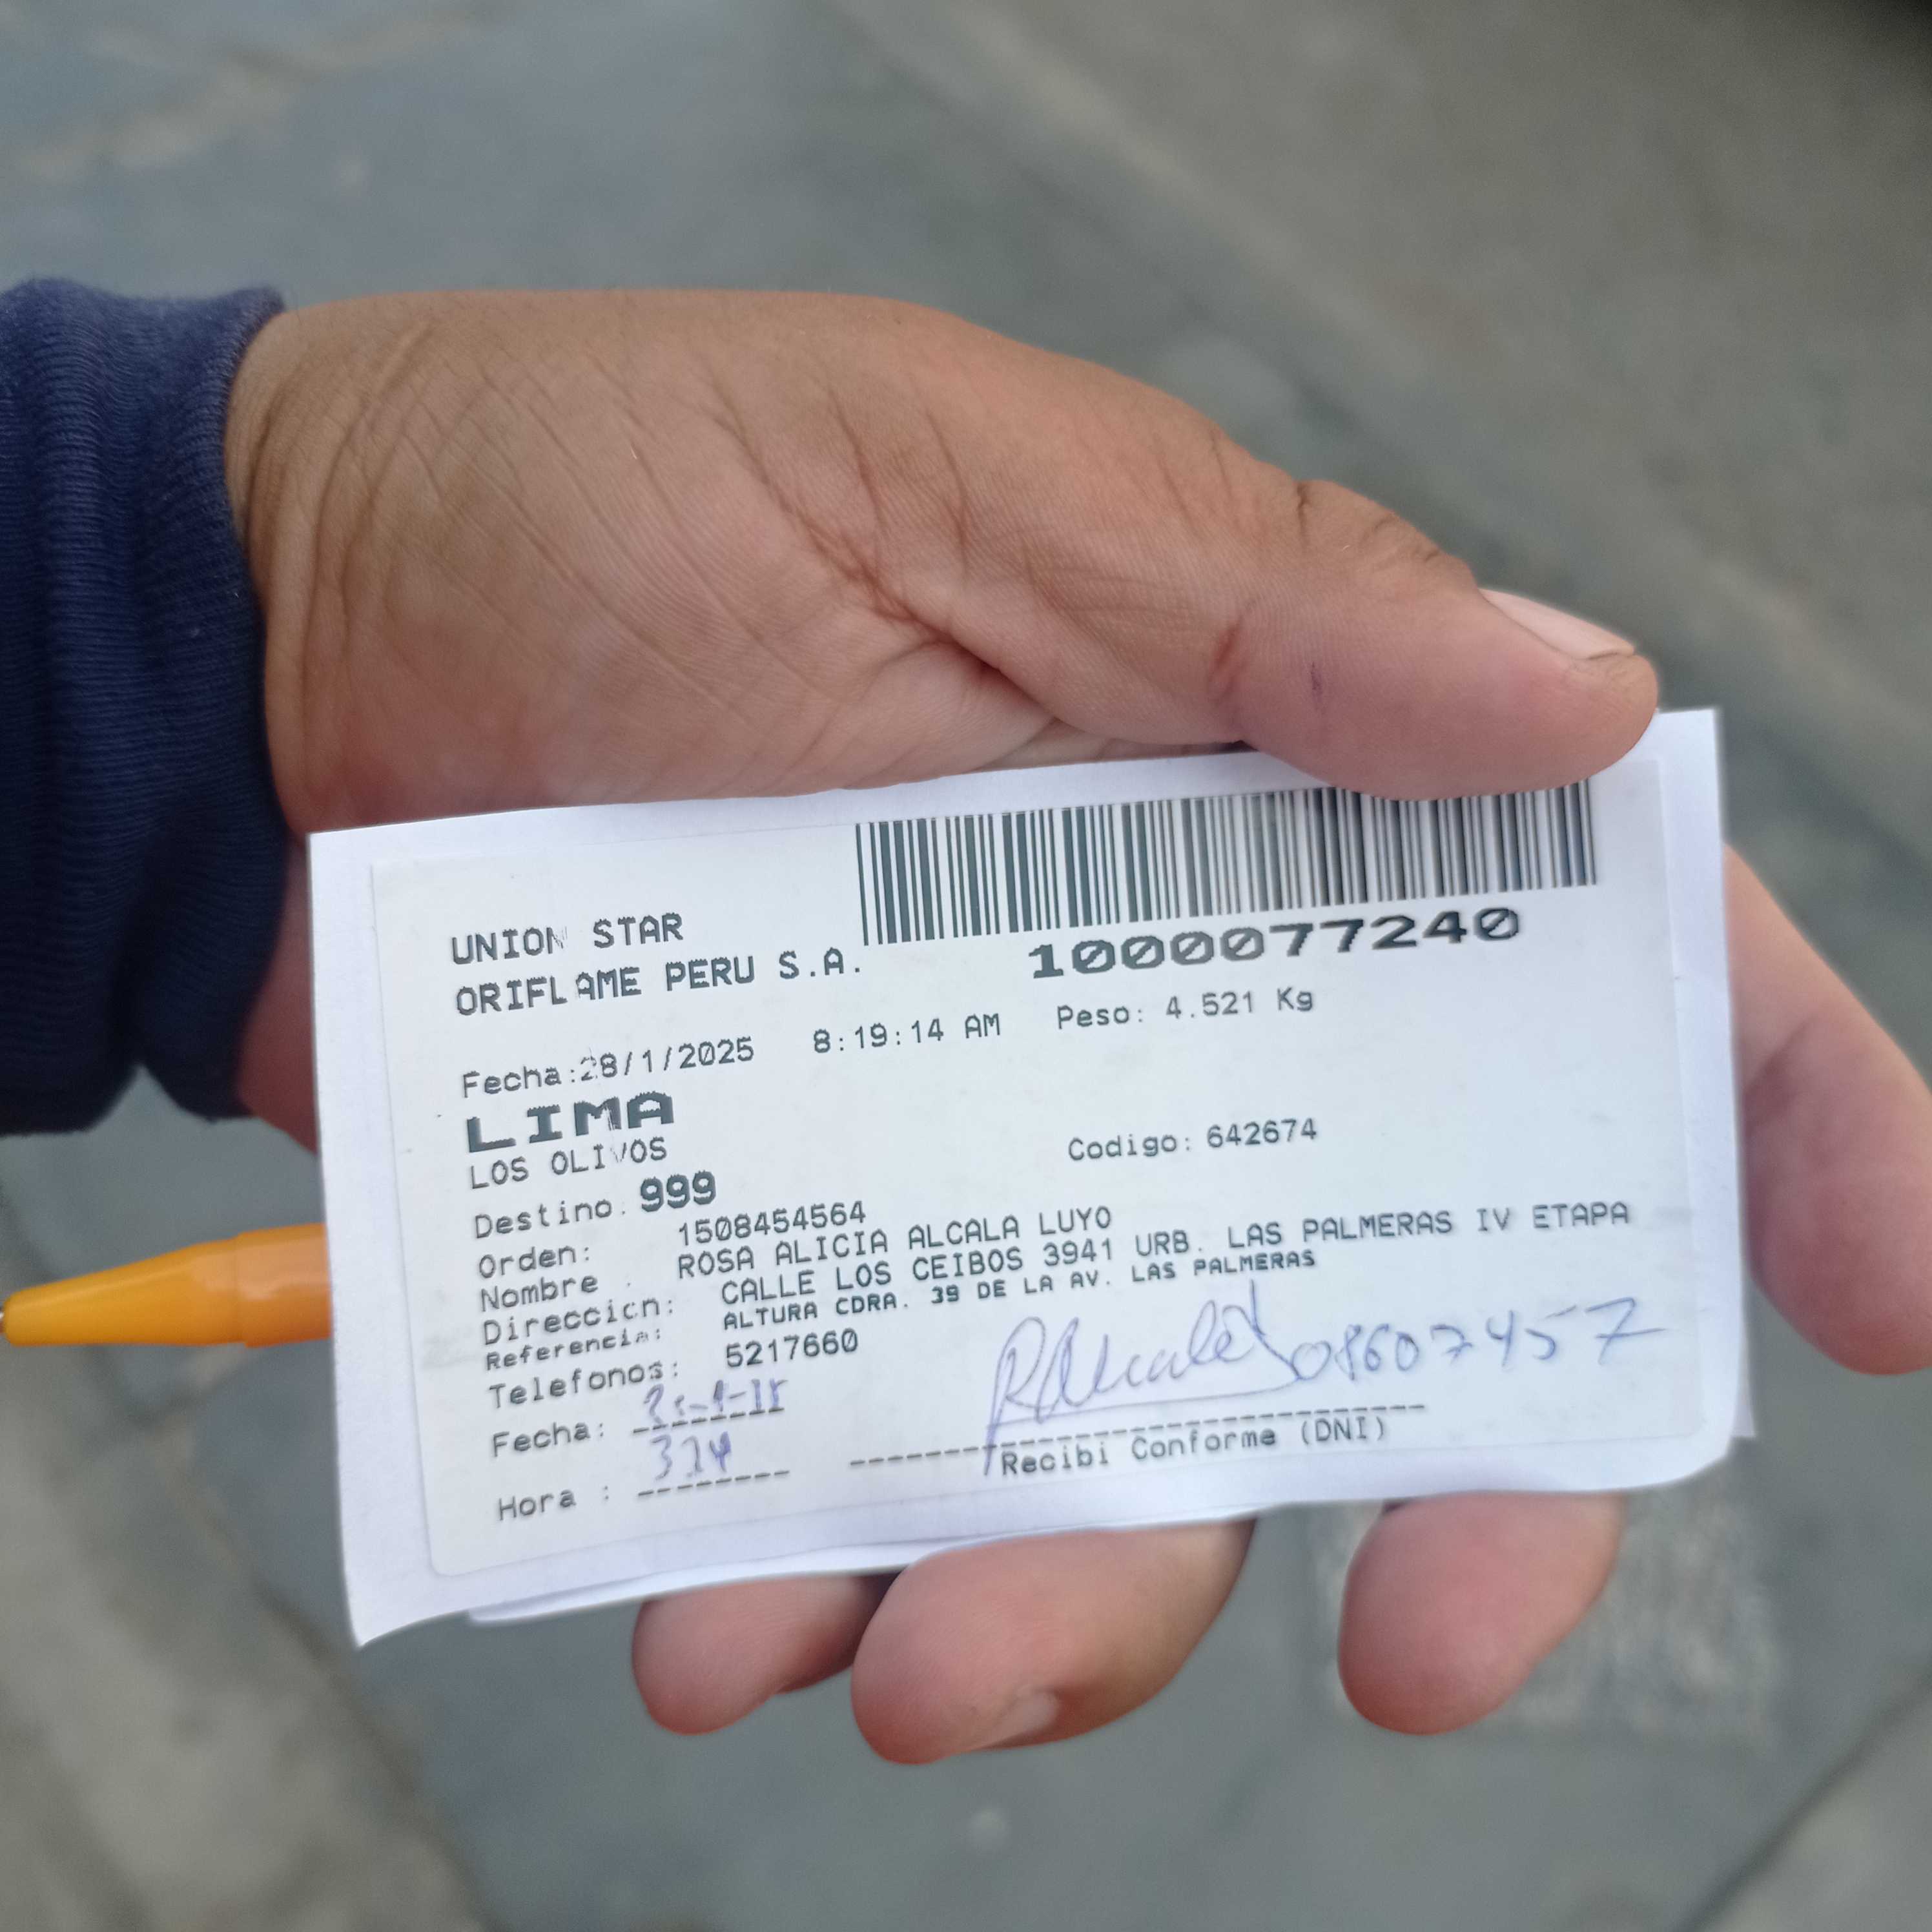 UNION STAR
ORIFLAME PERU S.A.
1000077240
Fecha:28/1/2025 8:19:14 AM Peso: 4.521 Kg
LIMA
LOS OLIVOS
Codigo: 642674
Destino. 999
Orden: 1508454564
Nombre . ROSA ALICIA ALCALA LUYO
Direccion: CALLE LOS CEIBOS 3941 URB. LAS PALMERAS IV ETAPA
Referencia: ALTURA CDRA. 39 DE LA AV. LAS PALMERAS
Telefonos: 5217660
08607457
Fecha:
Recibi Conforme (DNI)
Hora :